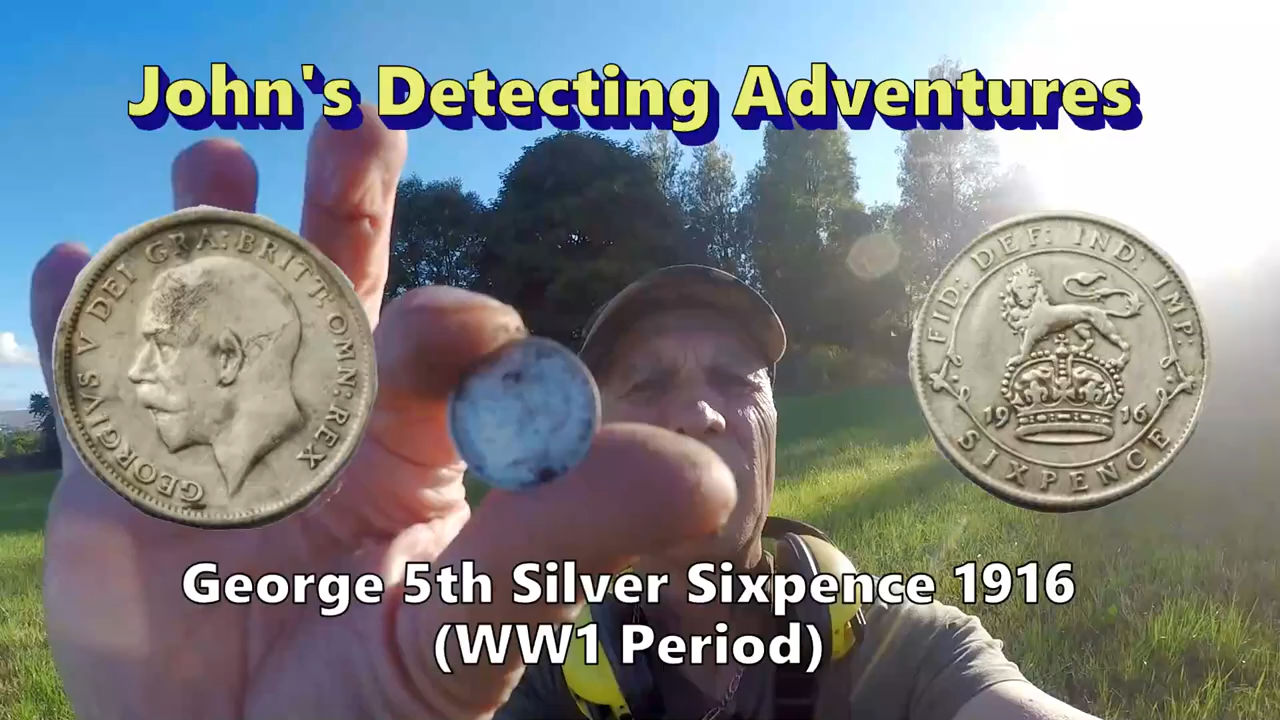 John's Detecting Adventures
GEORGIVS V DEI GRA: BRITT: OMN: REX
FID: DEF: IND: IMP:
19 16
SIXPENCE
George 5th Silver Sixpence 1916
(WW1 Period)